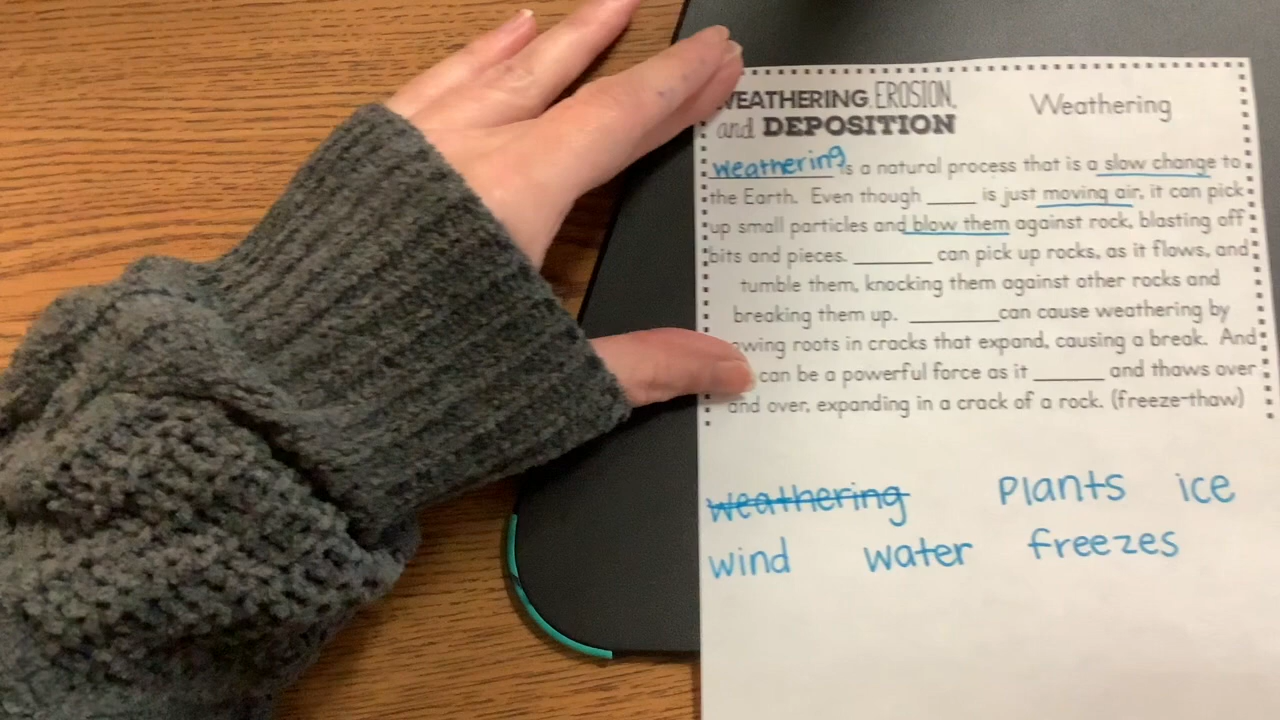 WEATHERING, EROSION, Weathering
and DEPOSITION
weathering is a natural process that is a slow change to
the Earth. Even though ____ is just moving air, it can pick
up small particles and blow them against rock, blasting off
bits and pieces. ______ can pick up rocks, as it flows, and
tumble them, knocking them against other rocks and
breaking them up. _______ can cause weathering by
roots in cracks that expand, causing a break. And
can be a powerful force as it ______ and thaws over
and over, expanding in a crack of a rock. (freeze-thaw)
weathering plants ice
wind water freezes